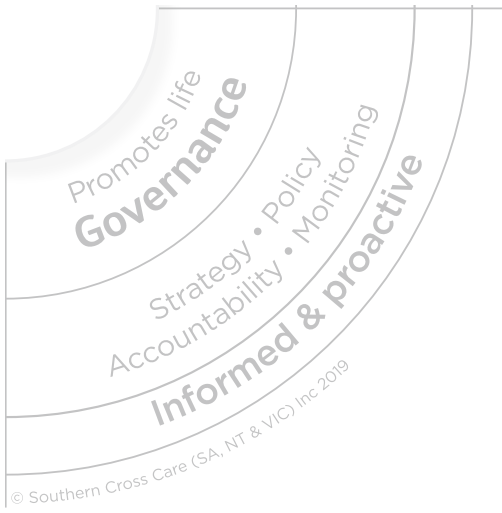 Promotes life
Governance
Strategy • Policy
Accountability • Monitoring
Informed & proactive
© Southern Cross Care (SA, NT & VIC) Inc 2019